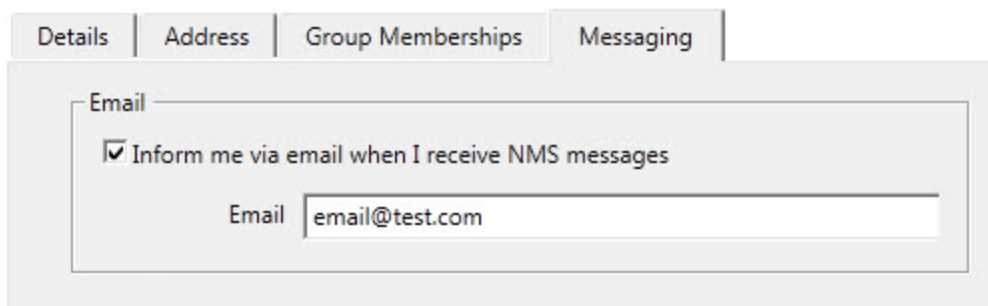 Details Address Group Memberships Messaging
Email
Inform me via email when I receive NMS messages
Email email@test.com